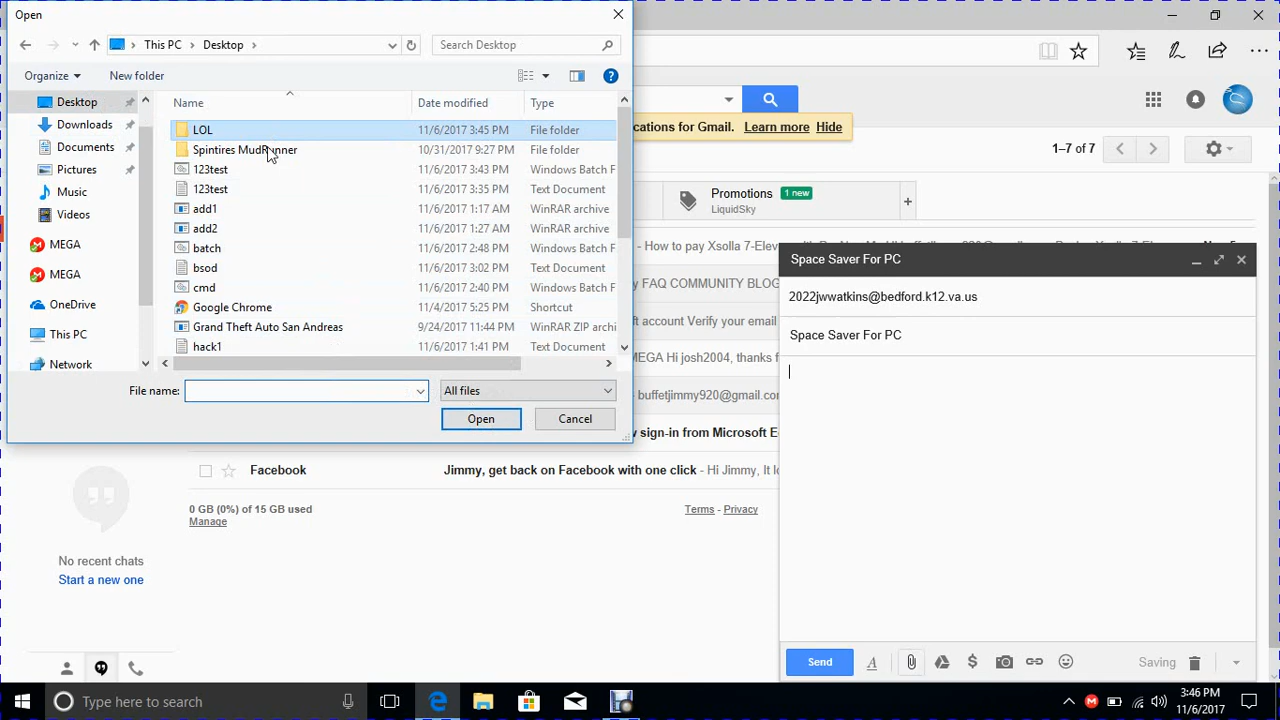 Open
This PC
Desktop
Search Desktop
Organize
New folder
Desktop
Downloads
Documents
Pictures
Music
Videos
MEGA
MEGA
OneDrive
This PC
Network
Name Date modified Type
LOL 11/6/2017 3:45 PM File folder
Spintires MudRunner 10/31/2017 9:27 PM File folder
123test 11/6/2017 3:43 PM Windows Batch F
123test 11/6/2017 3:35 PM Text Document
add1 11/6/2017 1:17 AM WinRAR archive
add2 11/6/2017 1:17 AM WinRAR archive
batch 11/6/2017 2:48 PM Windows Batch F
bsod 11/6/2017 3:02 PM Text Document
cmd 11/6/2017 2:40 PM Windows Batch F
Google Chrome 11/4/2017 5:25 PM Shortcut
Grand Theft Auto San Andreas 9/24/2017 11:44 PM WinRAR ZIP archi
hack1 11/6/2017 1:41 PM Text Document
File name:
All files
Open
Cancel
cations for Gmail. Learn more Hide
1–7 of 7
Promotions 1 new
LiquidSky
- How to pay Xsolla 7-Eleven
y FAQ COMMUNITY BLOG
ft account Verify your email
MEGA Hi josh2004, thanks f
- buffetjimmy920@gmail.co
w sign-in from Microsoft E
Facebook Jimmy, get back on Facebook with one click - Hi Jimmy, It lo
0 GB (0%) of 15 GB used
Manage
Terms - Privacy
No recent chats
Start a new one
Space Saver For PC
2022jwwatkins@bedford.k12.va.us
Space Saver For PC
Send
Saving
Type here to search
3:46 PM
11/6/2017